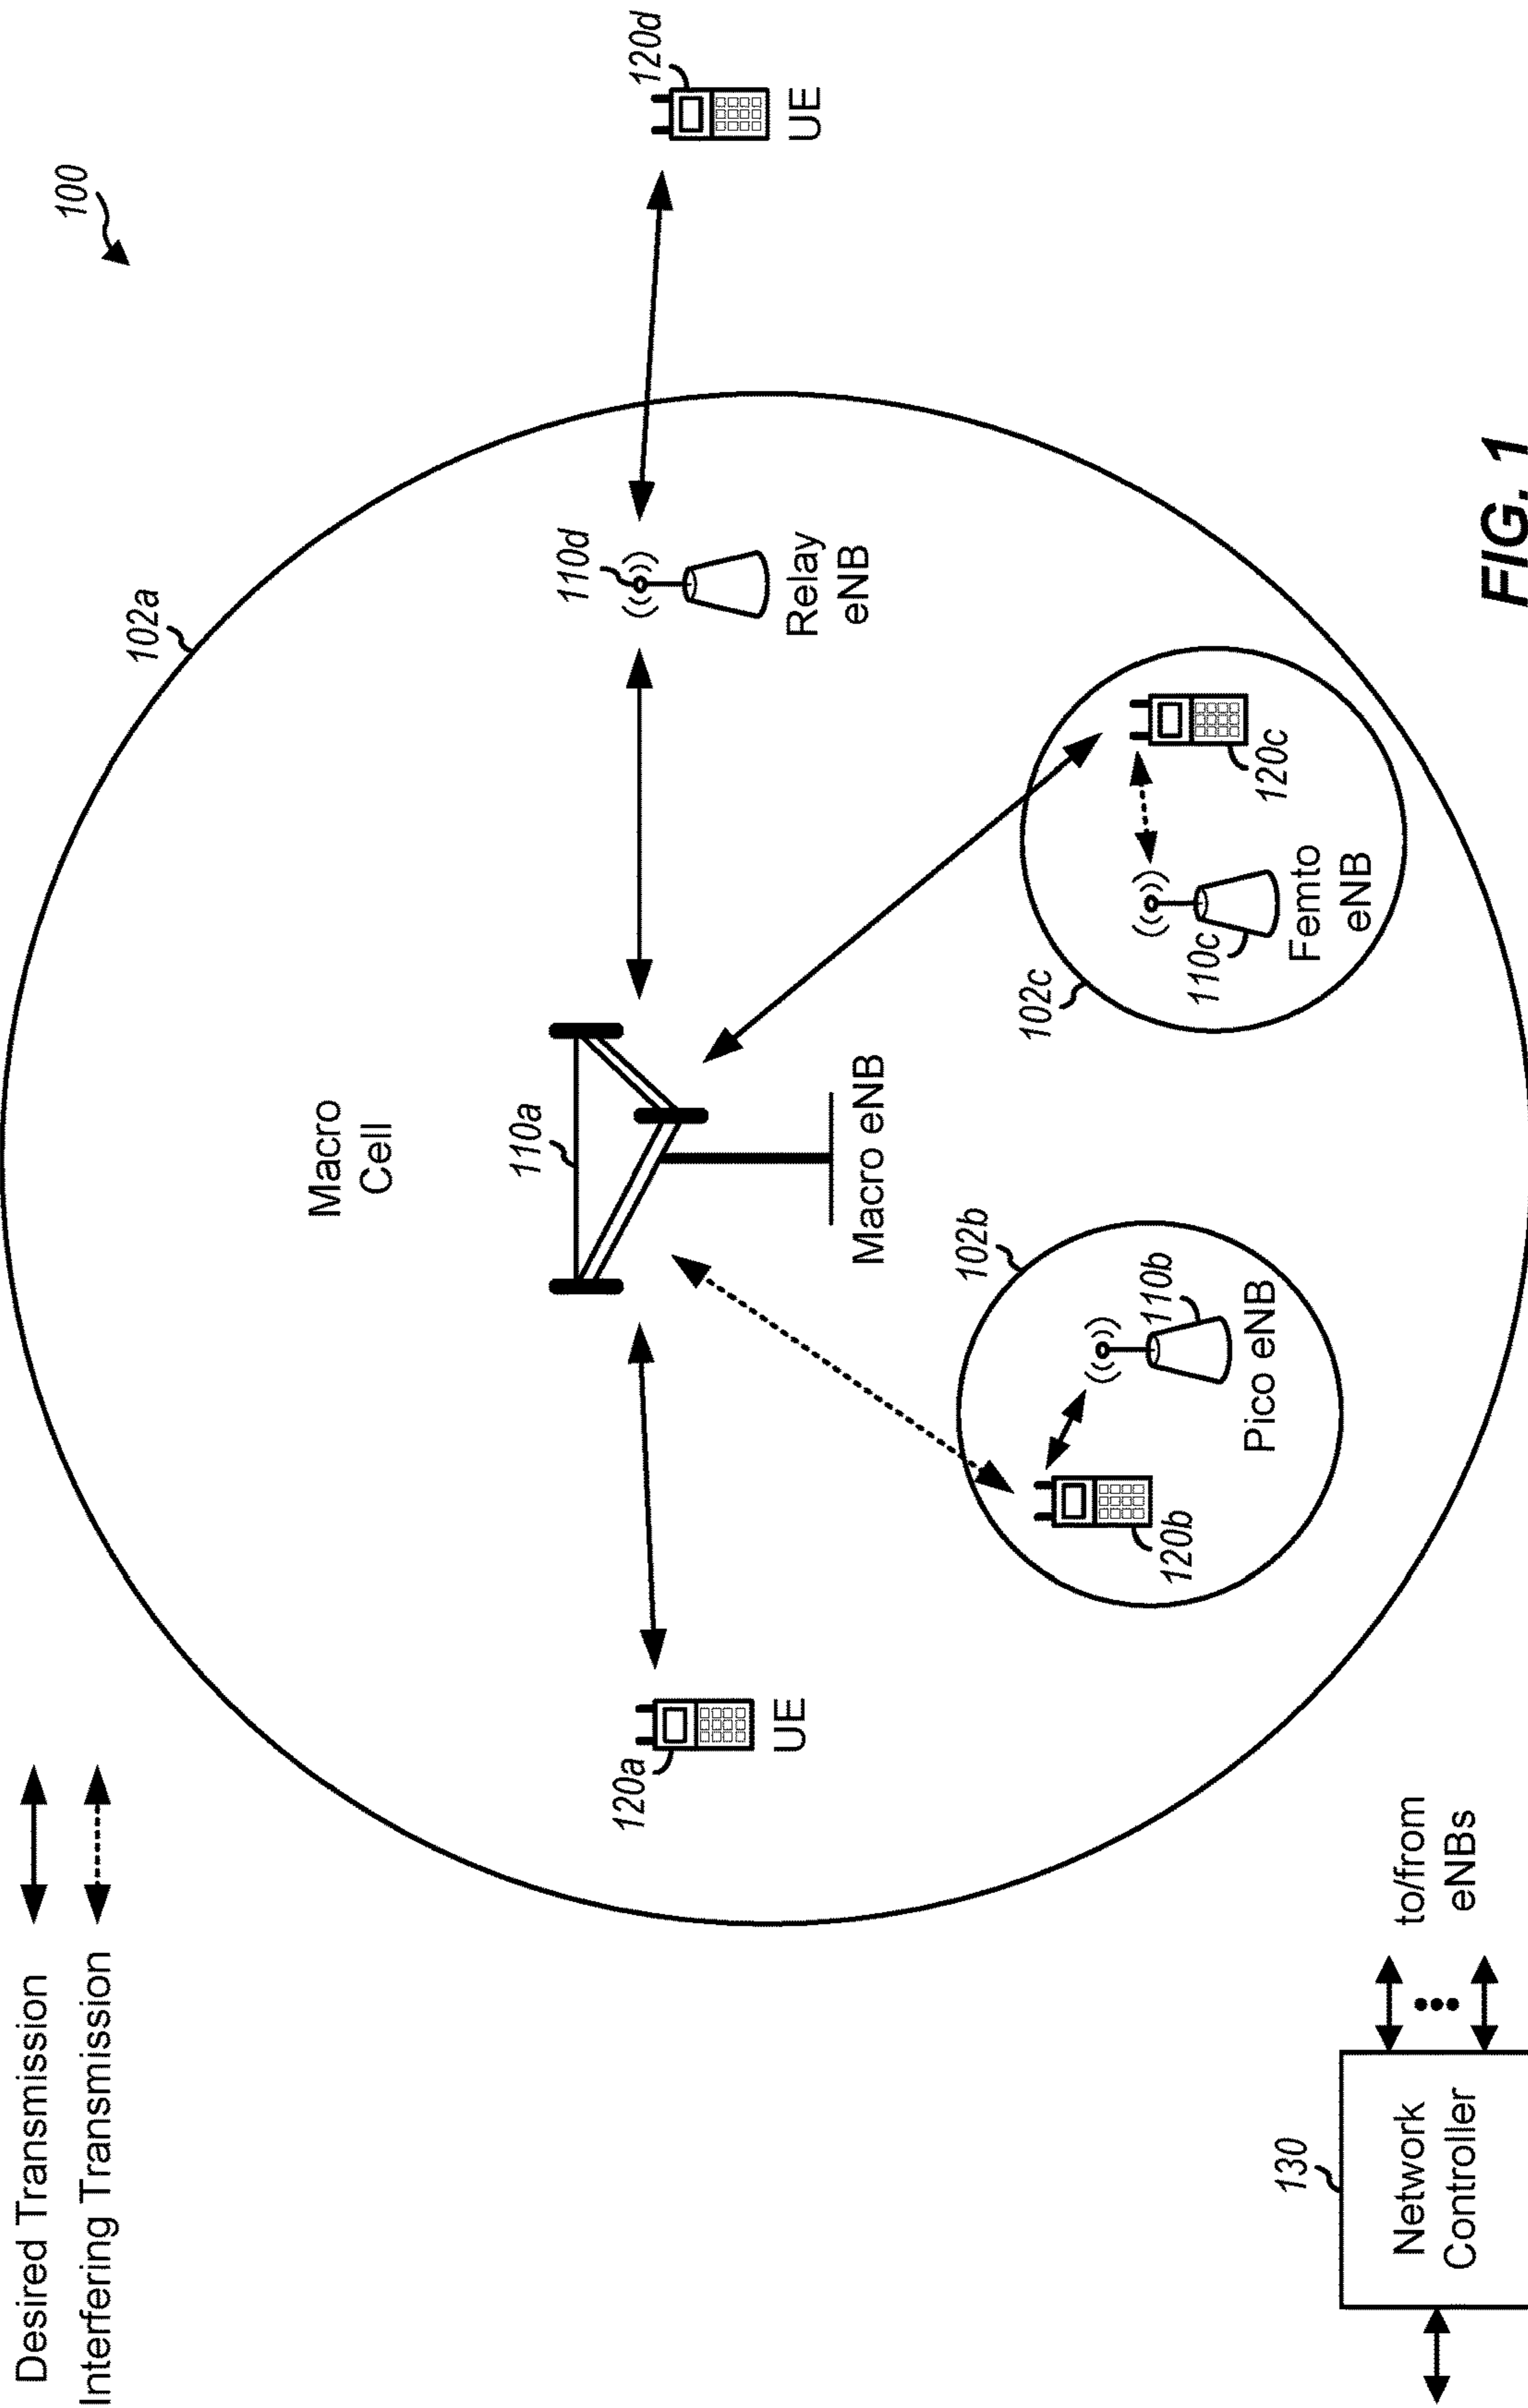 Desired Transmission
Interfering Transmission
100
102a
Macro
Cell
110a
110d
120d
120a
UE
Macro eNB
Relay
eNB
UE
102b
110b
120b
Pico eNB
102c
110c
120c
Femto
eNB
130
Network
Controller
to/from
eNBs
FIG. 1